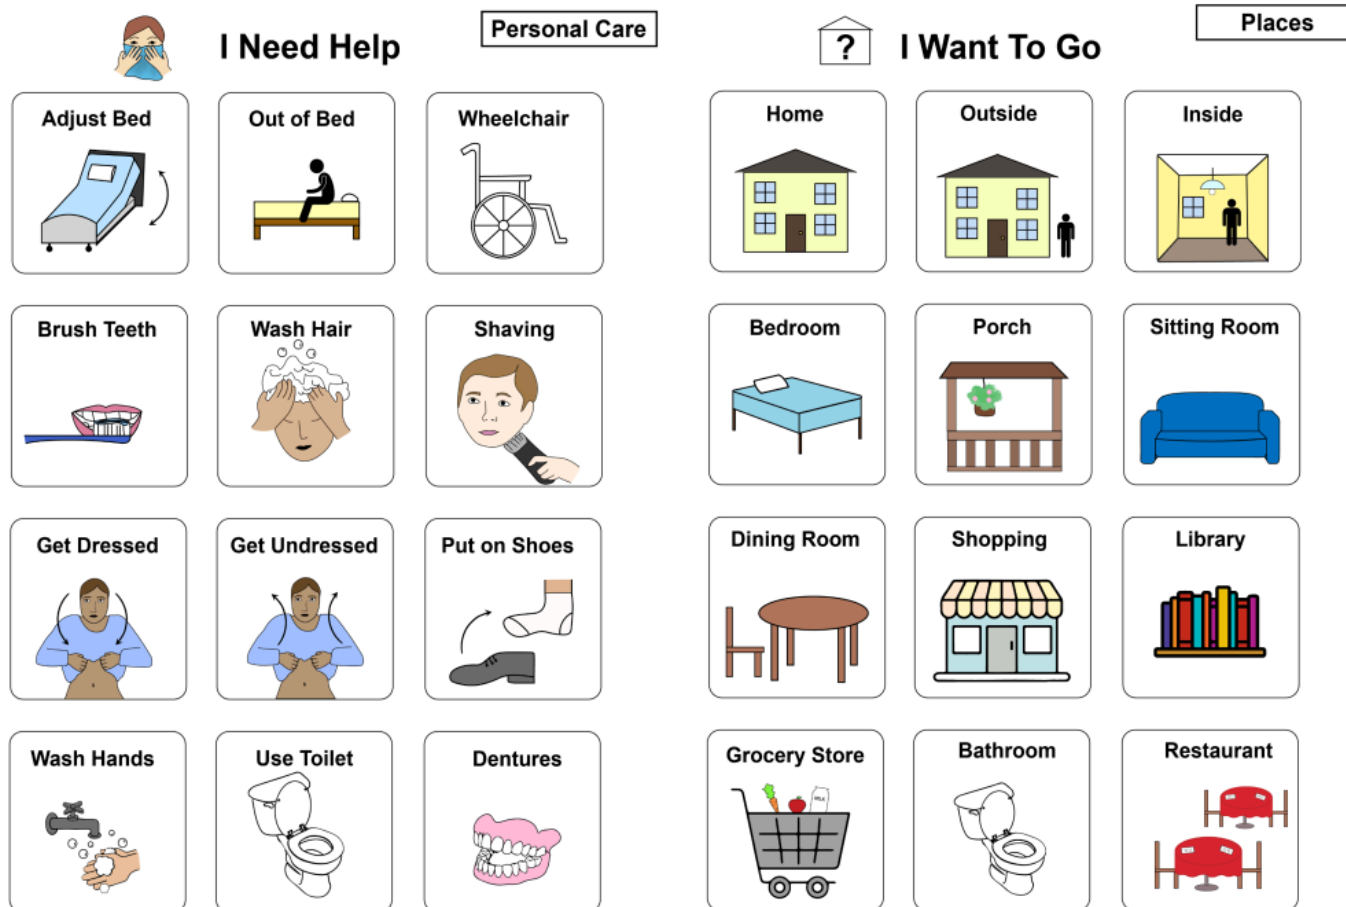 I Need Help
Personal Care
Adjust Bed
Out of Bed
Wheelchair
Brush Teeth
Wash Hair
Shaving
Get Dressed
Get Undressed
Put on Shoes
Wash Hands
Use Toilet
Dentures
?
I Want To Go
Places
Home
Outside
Inside
Bedroom
Porch
Sitting Room
Dining Room
Shopping
Library
Grocery Store
MILK
Bathroom
Restaurant